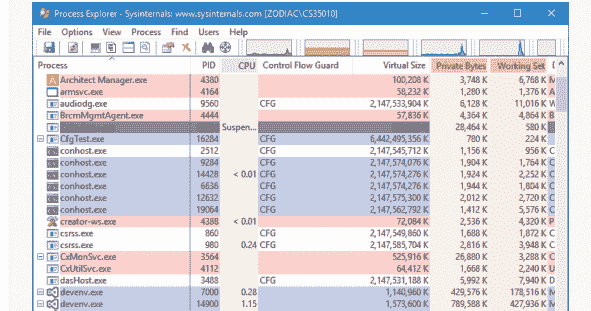 Process Explorer - Sysinternals: www.sysinternals.com [ZODIAC\CS35010]
File Options View Process Find Users Help
Process PID CPU Control Flow Guard Virtual Size Private Bytes Working Set D
Architect Manager.exe 4380 100,208 K 3,748 K 6,768 K M
armsvc.exe 4164 58,232 K 1,280 K 1,376 K A
audiodg.exe 9560 CFG 2,147,533,904 K 6,128 K 11,016 K W
BrcmMgmtAgent.exe 4444 57,836 K 4,364 K 4,864 K B
Suspen... 28,464 K 580 K
CfgTest.exe 16284 CFG 6,442,495,356 K 780 K 224 K
conhost.exe 2512 CFG 2,147,545,712 K 1,156 K 956 K C
conhost.exe 9284 CFG 2,147,574,076 K 1,904 K 1,764 K C
conhost.exe 14428 < 0.01 CFG 2,147,574,276 K 1,924 K 2,252 K C
conhost.exe 6636 CFG 2,147,574,276 K 1,944 K 1,804 K C
conhost.exe 12632 CFG 2,147,575,300 K 2,012 K 2,720 K C
conhost.exe 19064 CFG 2,147,562,792 K 1,412 K 5,576 K C
creator-ws.exe 4388 < 0.01 72,084 K 2,536 K 4,320 K P
csrss.exe 860 CFG 2,147,549,860 K 1,688 K 1,872 K C
csrss.exe 980 0.24 CFG 2,147,585,704 K 2,816 K 3,948 K C
CxMonSvc.exe 3564 525,916 K 26,880 K 3,288 K C
CxUtilSvc.exe 4112 64,412 K 1,668 K 2,240 K U
dasHost.exe 3488 CFG 2,147,531,188 K 5,992 K 7,940 K D
devenv.exe 7000 0.28 1,140,960 K 429,576 K 178,516 K M
devenv.exe 14900 1.15 1,573,600 K 789,588 K 427,936 K M